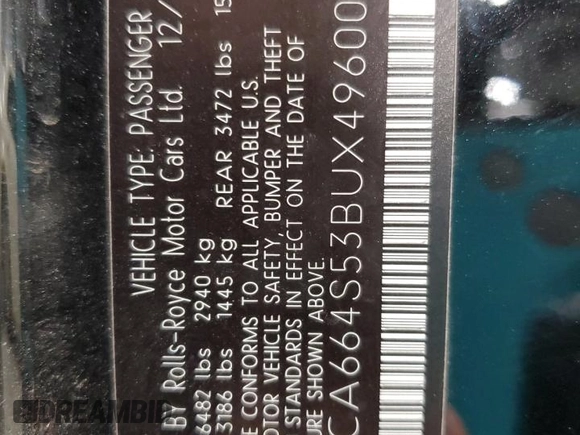 VEHICLE TYPE: PASSENGER
BY Rolls-Royce Motor Cars Ltd. 12/
6482 lbs 2940 kg
3186 lbs 1445 kg REAR 3472 lbs 15
E CONFORMS TO ALL APPLICABLE U.S.
OTOR VEHICLE SAFETY, BUMPER AND THEFT
STANDARDS IN EFFECT ON THE DATE OF
URE SHOWN ABOVE.
CA664S53BUX49600
DREAMBID